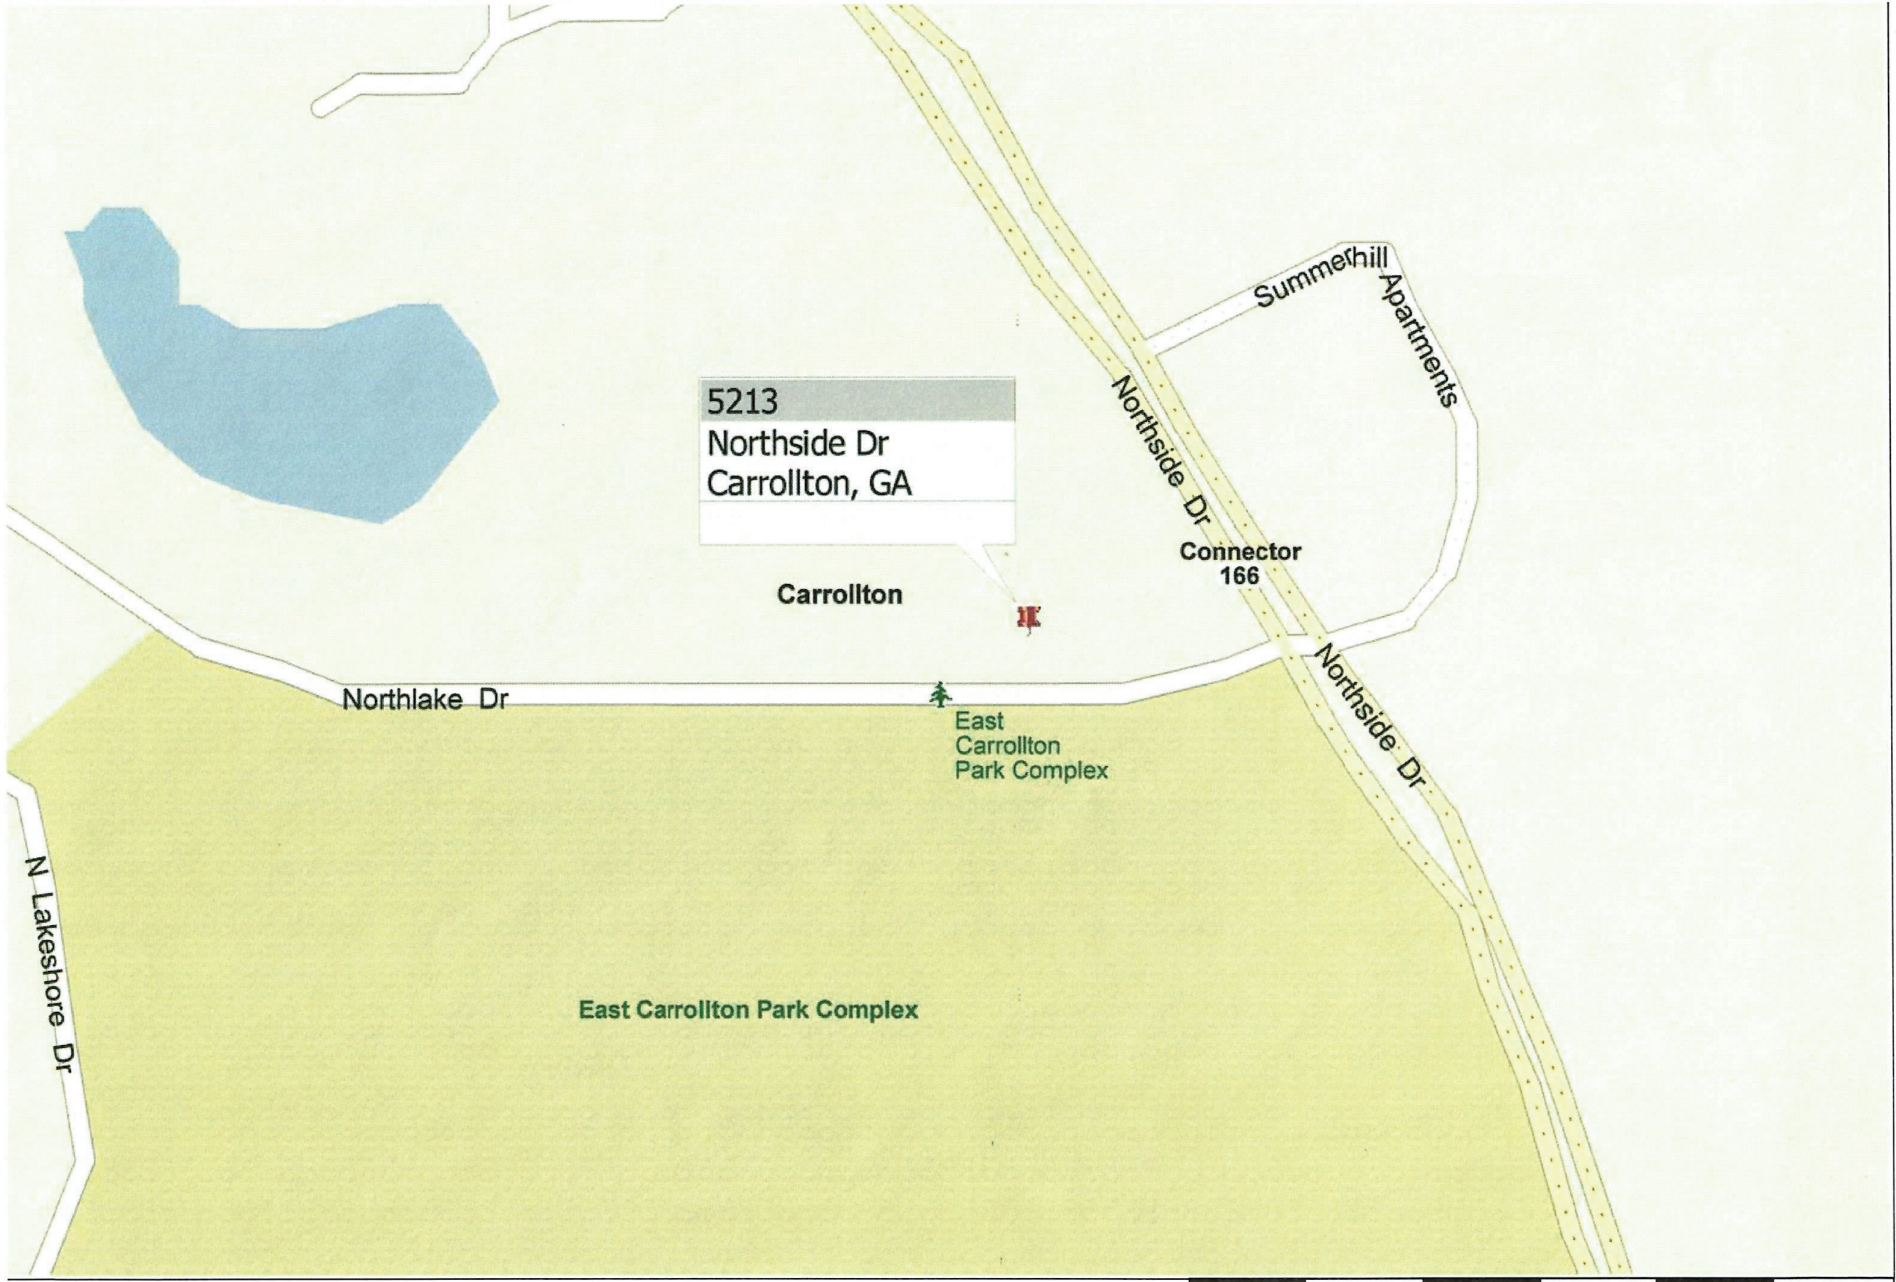 Summerhill Apartments
5213
Northside Dr
Carrollton, GA
Northside Dr
Connector
166
Carrollton
Northlake Dr
East
Carrollton
Park Complex
Northside Dr
N Lakeshore Dr
East Carrollton Park Complex